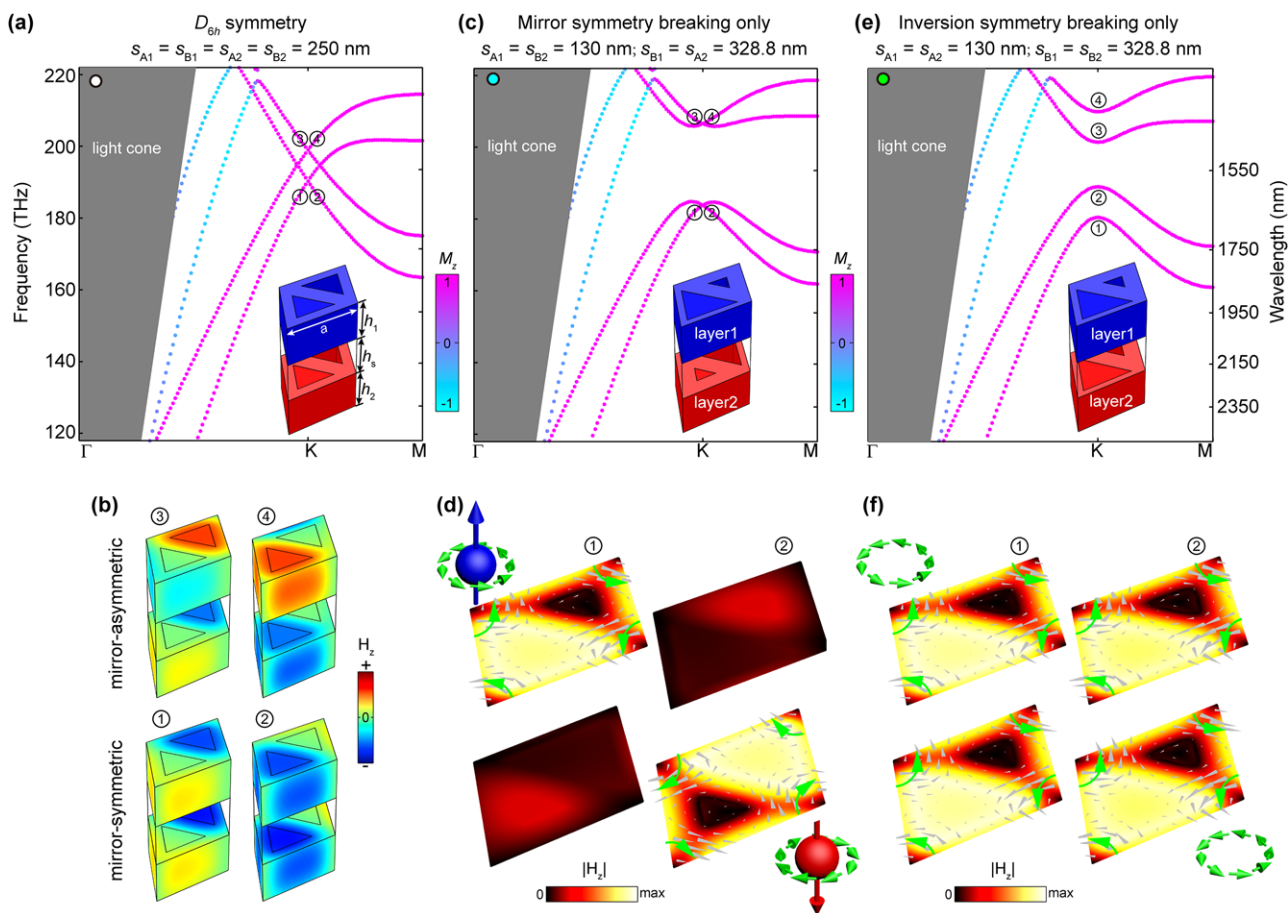 (a)
D6h symmetry
sA1 = sB1 = sA2 = sB2 = 250 nm
(c)
Mirror symmetry breaking only
sA1 = sB2 = 130 nm; sB1 = sA2 = 328.8 nm
(e)
Inversion symmetry breaking only
sA1 = sA2 = 130 nm; sB1 = sB2 = 328.8 nm
Frequency (THz)
220
200
180
160
140
120
light cone
③ ④
① ②
a
h1
hs
h2
Γ K M
Mz
1
0
-1
light cone
③ ④
① ②
layer1
layer2
Γ K M
Mz
1
0
-1
light cone
④
③
②
①
layer1
layer2
Γ K M
1550
1750
1950
2150
2350
Wavelength (nm)
(b)
③ ④
mirror-asymmetric
① ②
mirror-symmetric
Hz
+
0
-
(d)
① ②
|Hz|
0 max
(f)
① ②
|Hz|
0 max